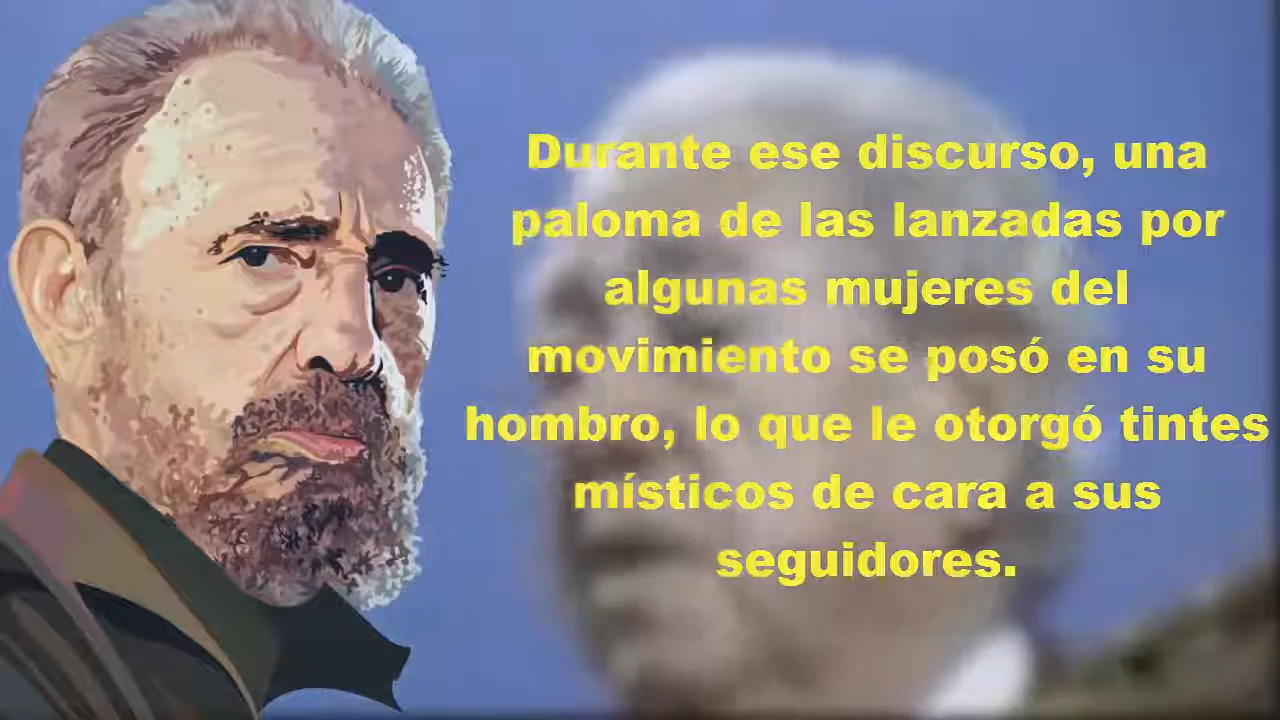 Durante ese discurso, una
paloma de las lanzadas por
algunas mujeres del
movimiento se posó en su
hombro, lo que le otorgó tintes
místicos de cara a sus
seguidores.